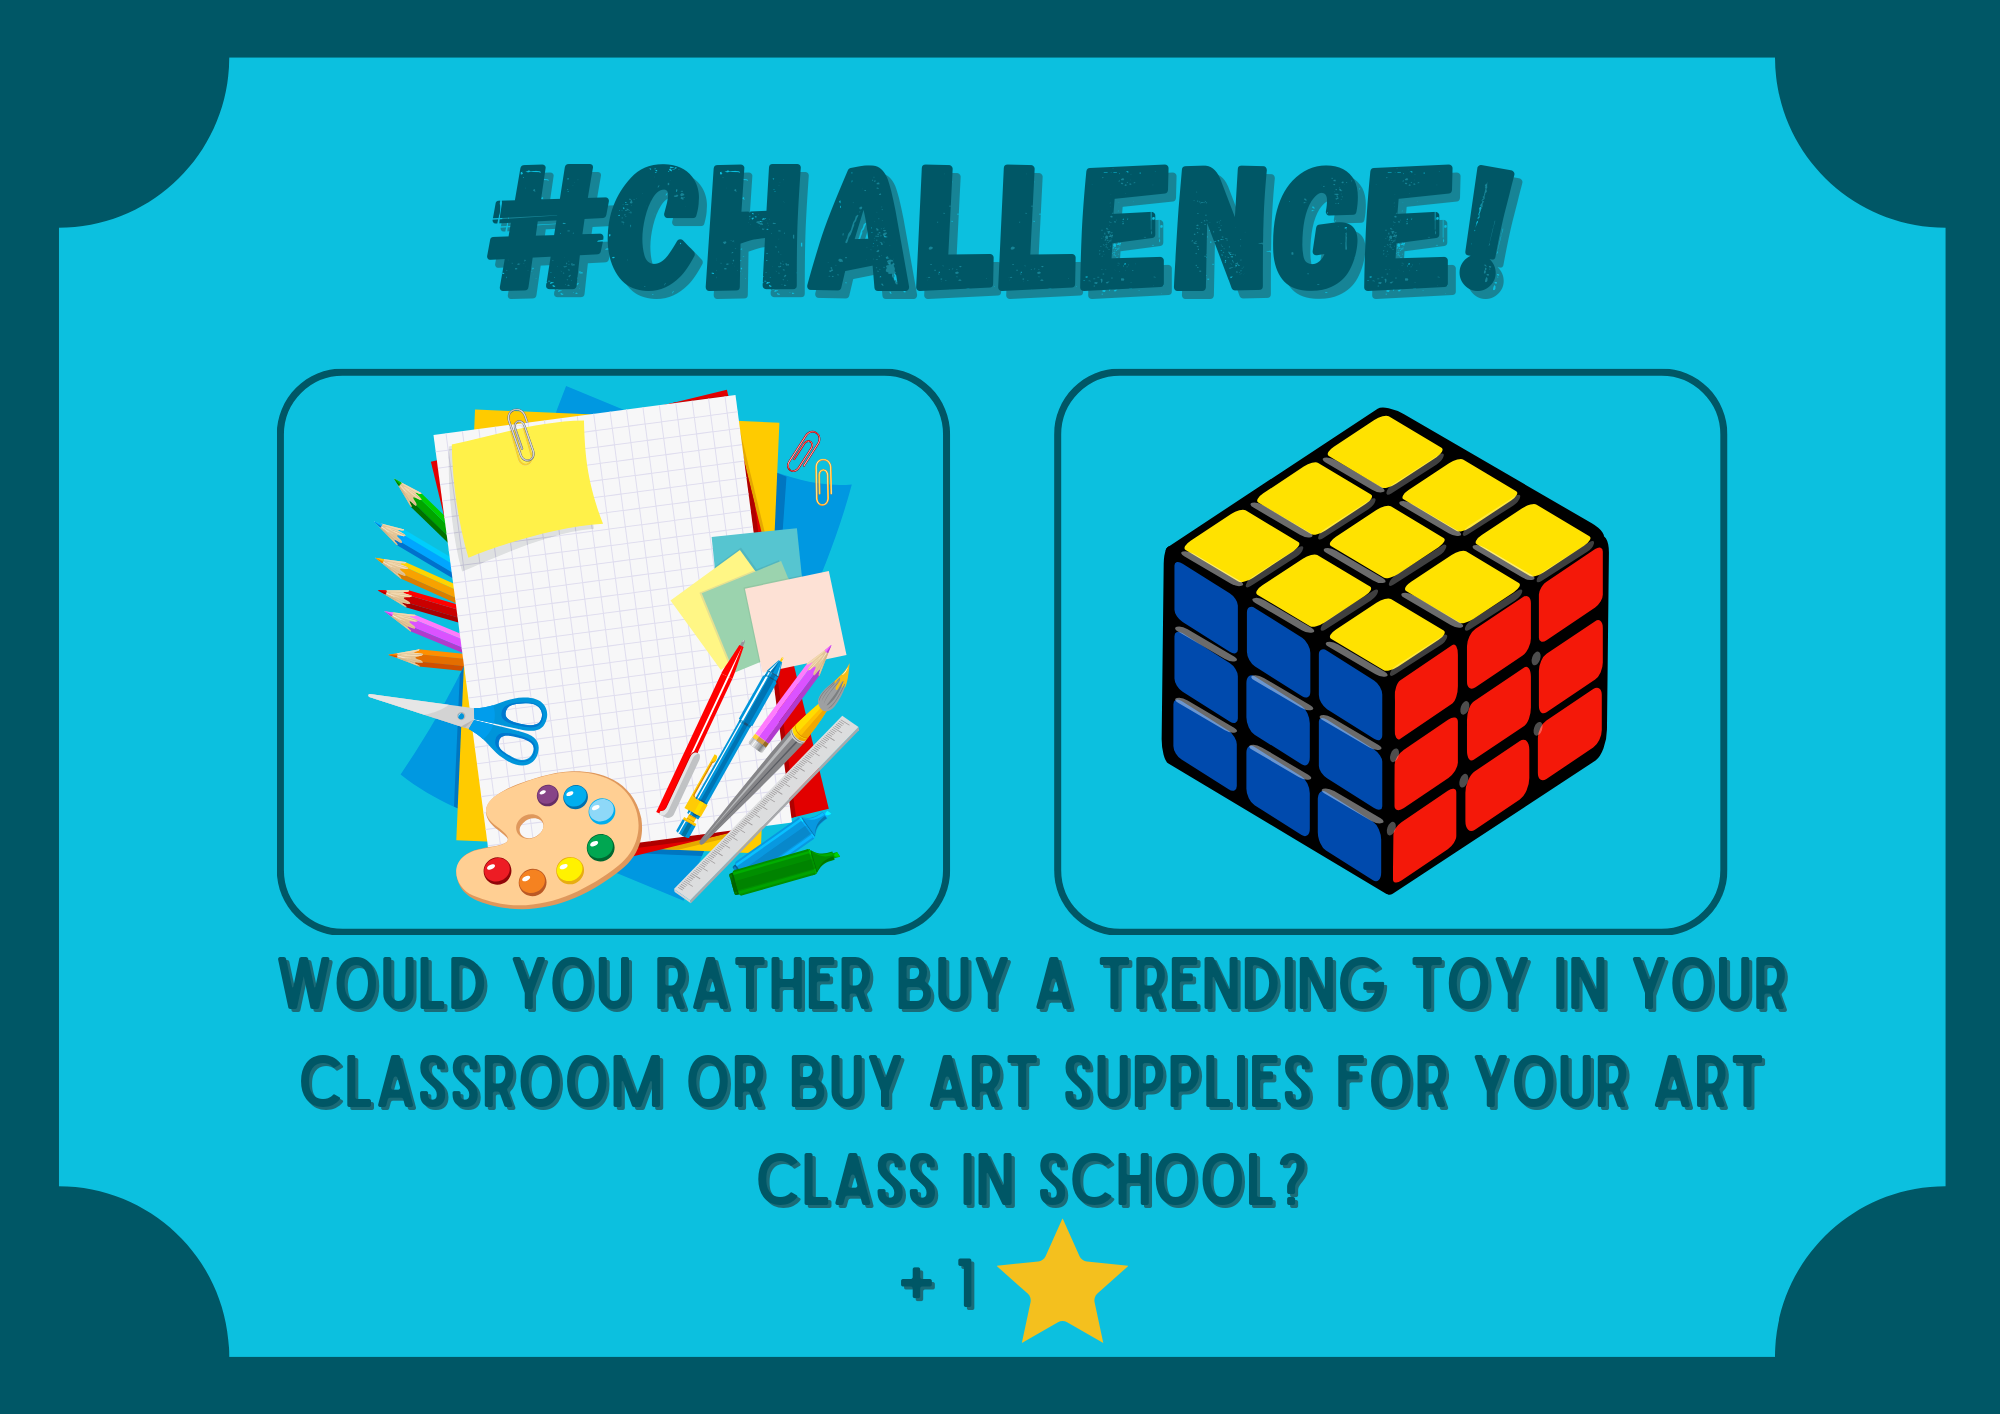 #CHALLENGE!
WOULD YOU RATHER BUY A TRENDING TOY IN YOUR
CLASSROOM OR BUY ART SUPPLIES FOR YOUR ART
CLASS IN SCHOOL?
+ 1